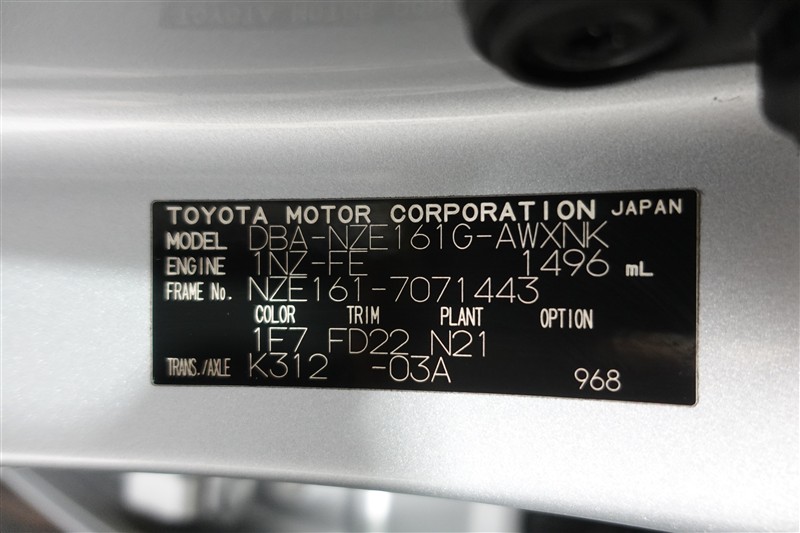 TOYOTA MOTOR CORPORATION JAPAN
MODEL DBA-NZE161G-AWXNK
ENGINE 1NZ-FE 1496 mL
FRAME No. NZE161-7071443
COLOR TRIM PLANT OPTION
1E7 FD22 N21
TRANS./AXLE K312 -03A 968